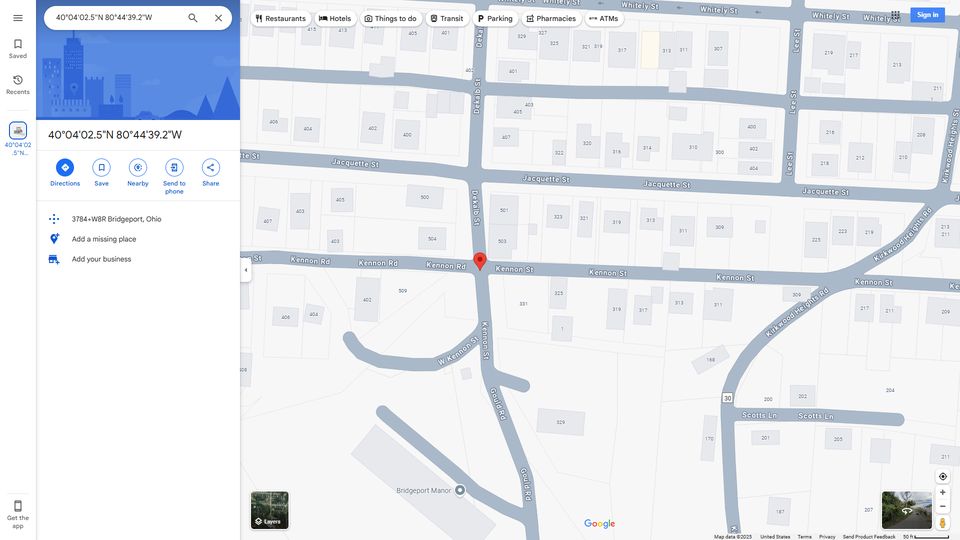 40°04'02.5"N 80°44'39.2"W
Restaurants
Hotels
Things to do
Transit
Parking
Pharmacies
ATMs
Sign in
Saved
Recents
40°04'02
.5"N...
Get the
app
40°04'02.5"N 80°44'39.2"W
Directions
Save
Nearby
Send to
phone
Share
3784+W8R Bridgeport, Ohio
Add a missing place
Add your business
Whitely St
Whitely St
Whitely St
415
413
405
329
327
321
319
317
313
311
307
219
217
213
Lee St
402
401
211
Dekalb St
406
404
402
400
405
403
407
322
320
316
314
310
300
216
210
208
218
212
210
Lee St
Kirkwood Heights Rd
Jacquette St
Jacquette St
Jacquette St
Jacquette St
407
405
500
403
504
Dekalb St
501
503
323
321
319
313
311
309
225
223
219
213
211
Kirkwood Heights Rd
Kennon Rd
Kennon Rd
Kennon Rd
Kennon St
Kennon St
Kennon St
Kennon St
406
404
402
509
331
325
1
319
317
313
311
309
217
211
209
Kirkwood Heights Rd
W Kennon St
Kennon St
168
508
30
200
202
204
Scotts Ln
Scotts Ln
Gould Rd
329
170
201
205
Bridgeport Manor
Gould Rd
187
207
Layers
Google
Map data ©2025
United States
Terms
Privacy
Send Product Feedback
50 ft